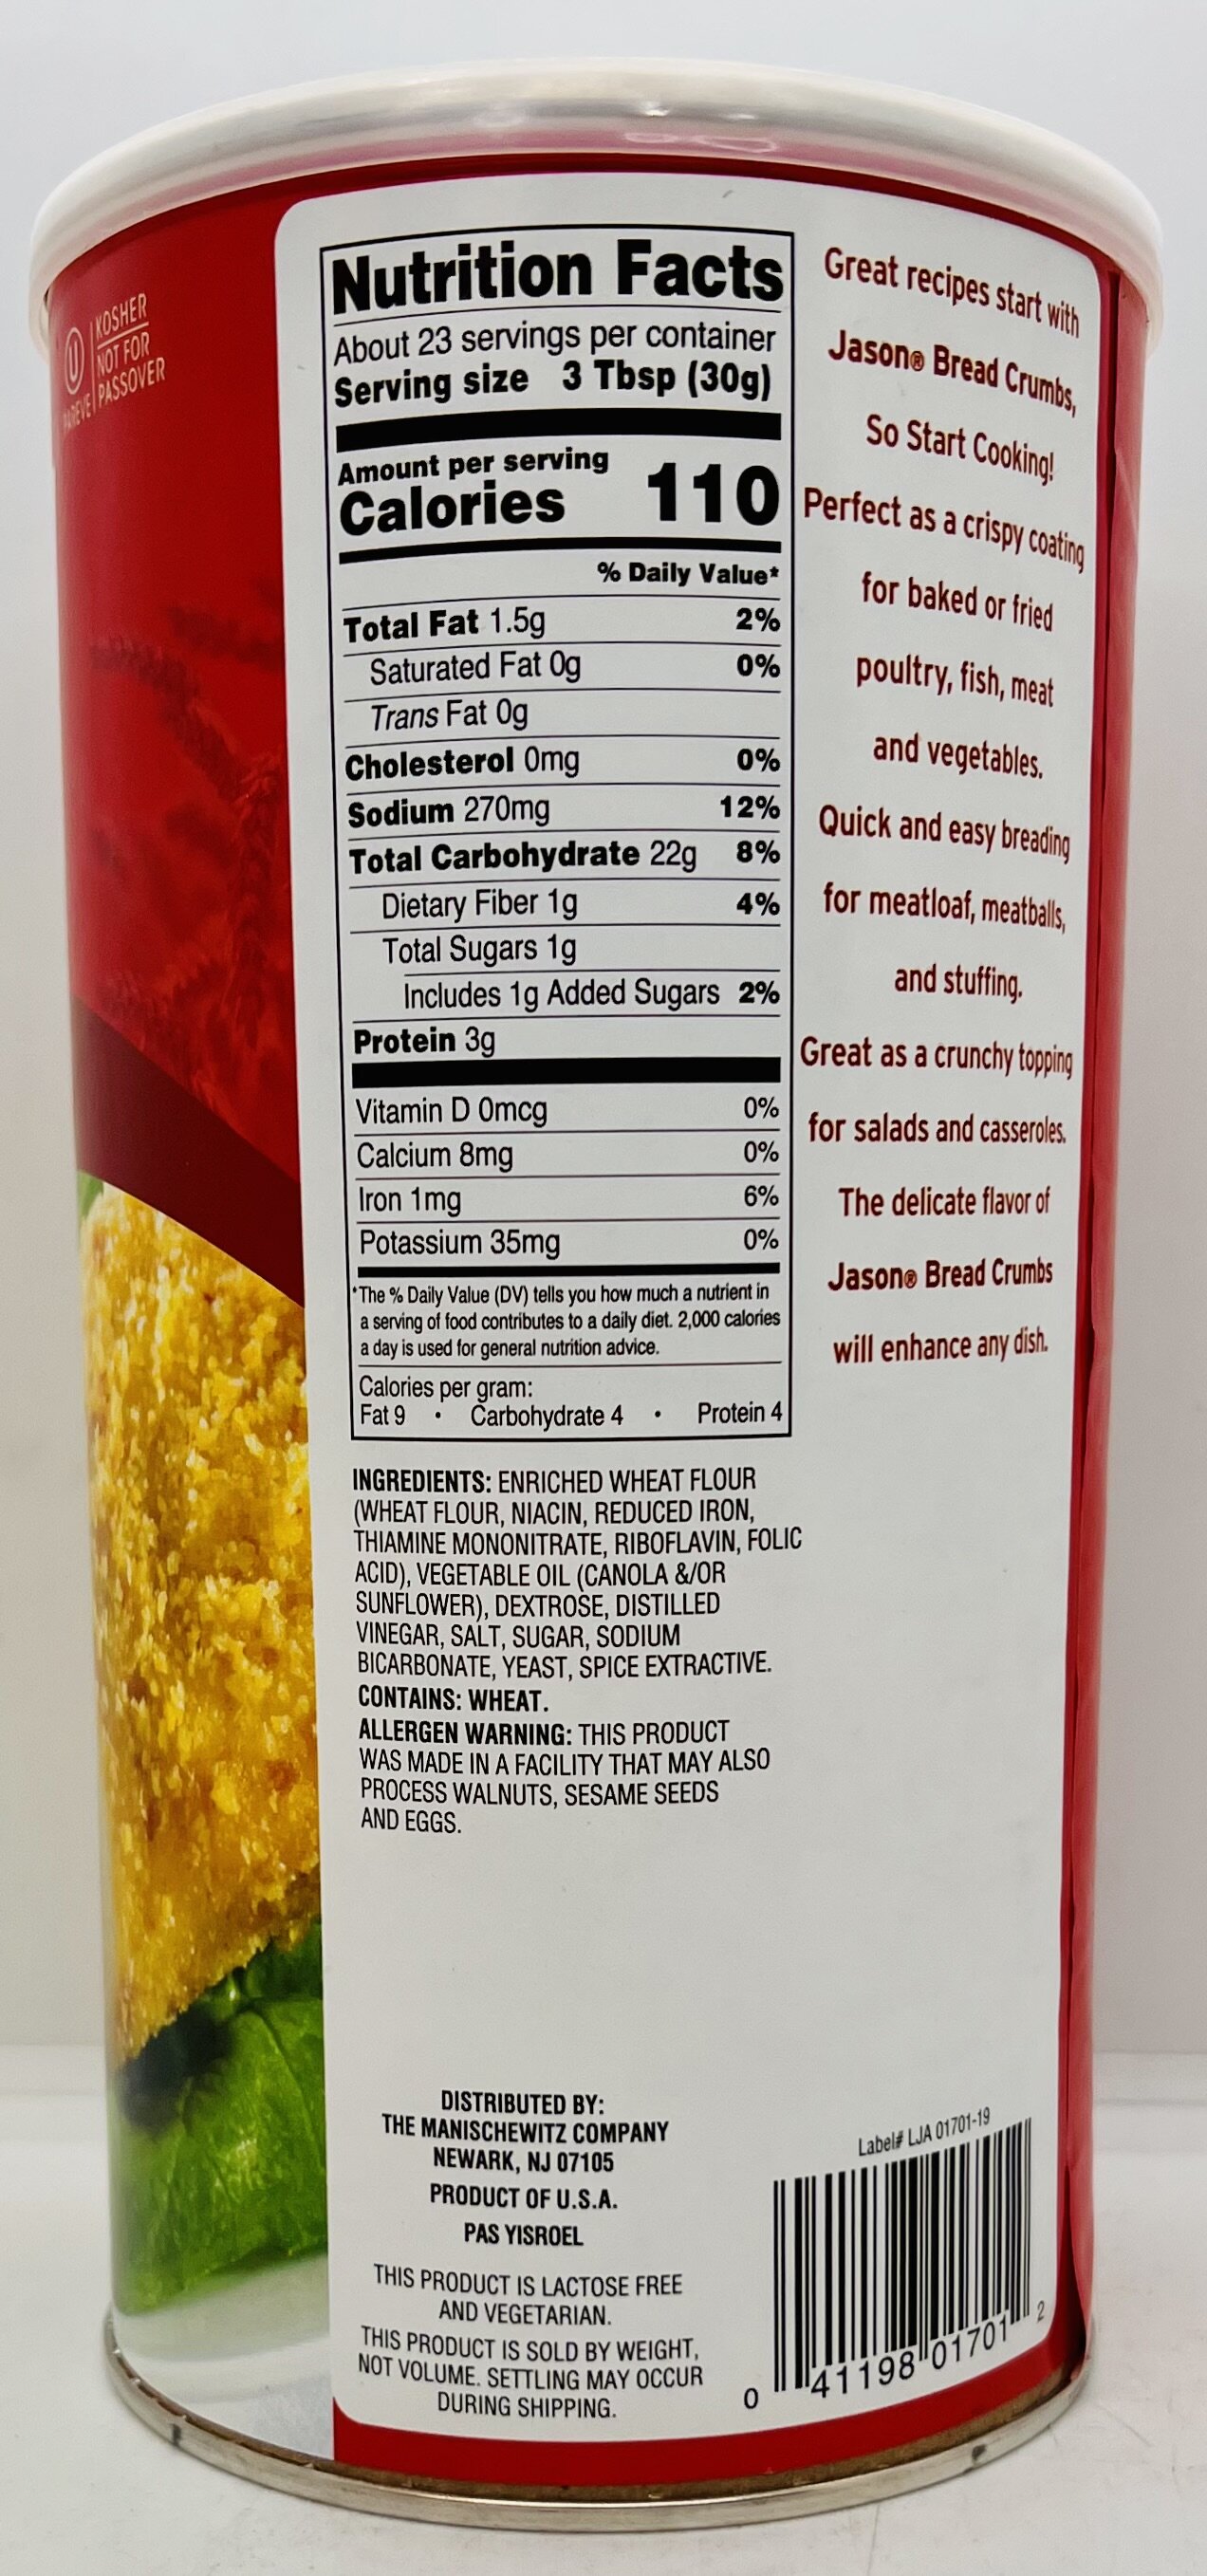 U
PAREVE
KOSHER
NOT FOR
PASSOVER
Nutrition Facts
About 23 servings per container
Serving size 3 Tbsp (30g)
Amount per serving
Calories 110
% Daily Value*
Total Fat 1.5g 2%
Saturated Fat 0g 0%
Trans Fat 0g
Cholesterol 0mg 0%
Sodium 270mg 12%
Total Carbohydrate 22g 8%
Dietary Fiber 1g 4%
Total Sugars 1g
Includes 1g Added Sugars 2%
Protein 3g
Vitamin D 0mcg 0%
Calcium 8mg 0%
Iron 1mg 6%
Potassium 35mg 0%
*The % Daily Value (DV) tells you how much a nutrient in
a serving of food contributes to a daily diet. 2,000 calories
a day is used for general nutrition advice.
Calories per gram:
Fat 9 • Carbohydrate 4 • Protein 4
INGREDIENTS: ENRICHED WHEAT FLOUR
(WHEAT FLOUR, NIACIN, REDUCED IRON,
THIAMINE MONONITRATE, RIBOFLAVIN, FOLIC
ACID), VEGETABLE OIL (CANOLA &/OR
SUNFLOWER), DEXTROSE, DISTILLED
VINEGAR, SALT, SUGAR, SODIUM
BICARBONATE, YEAST, SPICE EXTRACTIVE.
CONTAINS: WHEAT.
ALLERGEN WARNING: THIS PRODUCT
WAS MADE IN A FACILITY THAT MAY ALSO
PROCESS WALNUTS, SESAME SEEDS
AND EGGS.
DISTRIBUTED BY:
THE MANISCHEWITZ COMPANY
NEWARK, NJ 07105
PRODUCT OF U.S.A.
PAS YISROEL
THIS PRODUCT IS LACTOSE FREE
AND VEGETARIAN.
THIS PRODUCT IS SOLD BY WEIGHT,
NOT VOLUME. SETTLING MAY OCCUR
DURING SHIPPING.
Great recipes start with
Jason® Bread Crumbs,
So Start Cooking!
Perfect as a crispy coating
for baked or fried
poultry, fish, meat
and vegetables.
Quick and easy breading
for meatloaf, meatballs,
and stuffing.
Great as a crunchy topping
for salads and casseroles.
The delicate flavor of
Jason® Bread Crumbs
will enhance any dish.
Label# LJA 01701-19
0 41198 01701 2